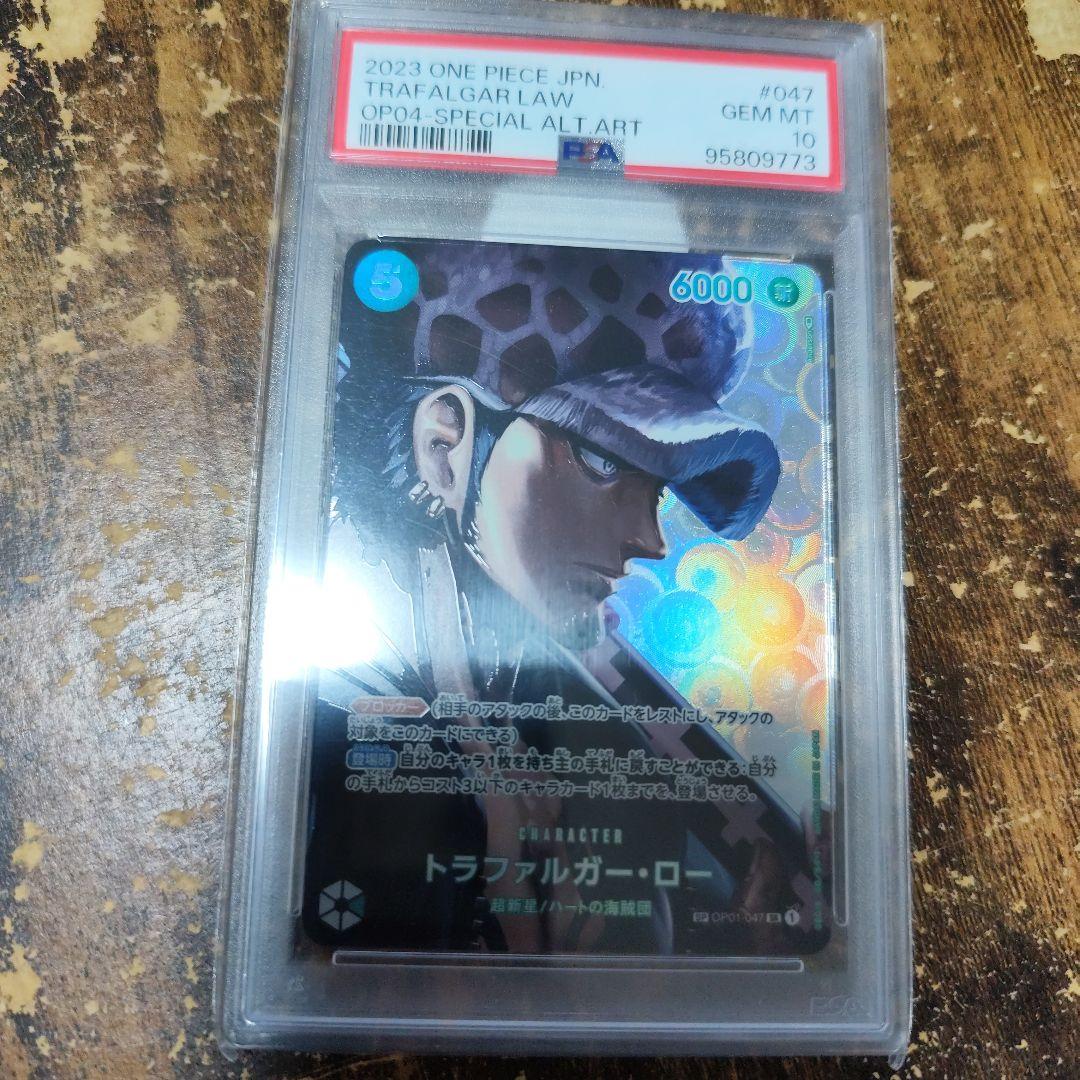 2023 ONE PIECE JPN. #047
TRAFALGAR LAW GEM MT
OP04-SPECIAL ALT.ART 10
PSA 95809773
5 6000 斬
ブロッカー (相手のアタックの後、このカードをレストにし、アタックの
対象をこのカードにできる)
登場時 自分のキャラ1枚を持ち主の手札に戻すことができる:自分
の手札からコスト3以下のキャラカード1枚までを、登場させる。
CHARACTER
トラファルガー・ロー
超新星/ハートの海賊団
SP OP01-047 SR 1
PSA